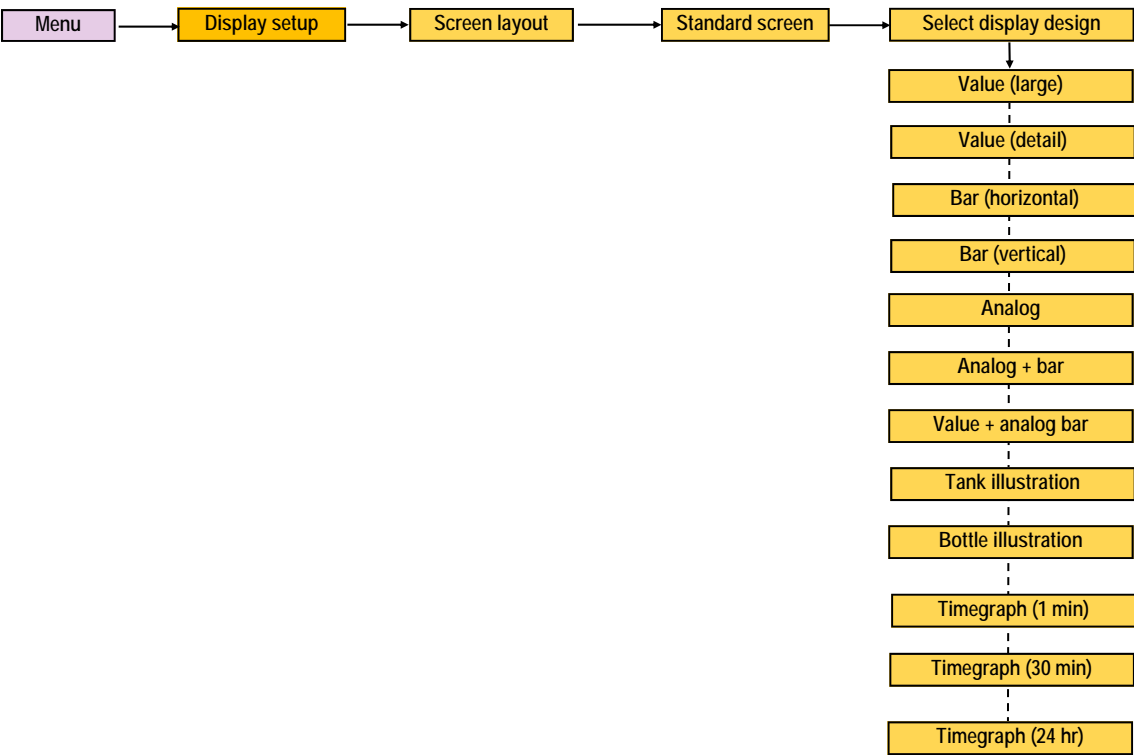 Menu
Display setup
Screen layout
Standard screen
Select display design
Value (large)
Value (detail)
Bar (horizontal)
Bar (vertical)
Analog
Analog + bar
Value + analog bar
Tank illustration
Bottle illustration
Timegraph (1 min)
Timegraph (30 min)
Timegraph (24 hr)